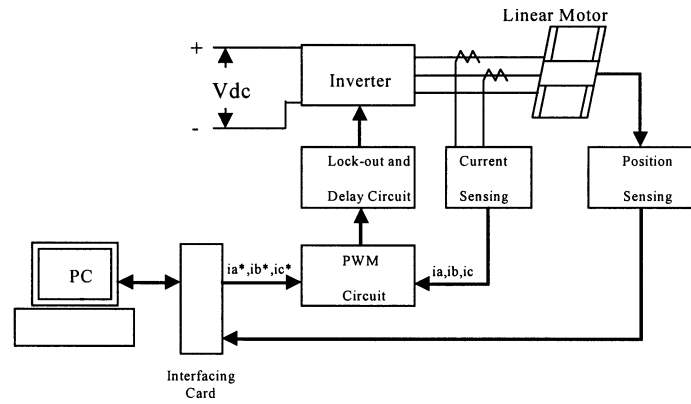 Linear Motor
+
Vdc
-
Inverter
Lock-out and
Delay Circuit
Current
Sensing
Position
Sensing
PC
ia*,ib*,ic*
PWM
Circuit
ia,ib,ic
Interfacing
Card